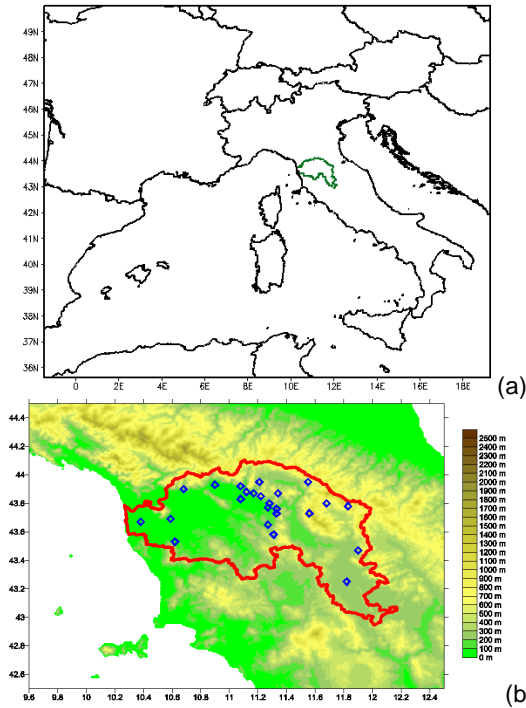 49N
48N
47N
46N
45N
44N
43N
42N
41N
40N
39N
38N
37N
36N
0 2E 4E 6E 8E 10E 12E 14E 16E 18E
(a)
44.4
44.2
44
43.8
43.6
43.4
43.2
43
42.8
42.6
9.6 9.8 10 10.2 10.4 10.6 10.8 11 11.2 11.4 11.6 11.8 12 12.2 12.4
2500 m
2400 m
2300 m
2200 m
2100 m
2000 m
1900 m
1800 m
1700 m
1600 m
1500 m
1400 m
1300 m
1200 m
1100 m
1000 m
900 m
800 m
700 m
600 m
500 m
400 m
300 m
200 m
100 m
0 m
(b)